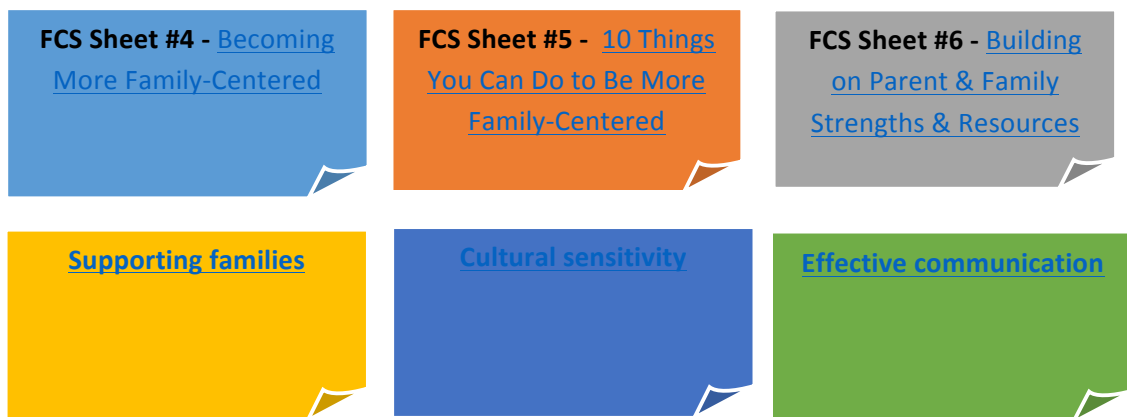 FCS Sheet #4 - Becoming
More Family-Centered
FCS Sheet #5 - 10 Things
You Can Do to Be More
Family-Centered
FCS Sheet #6 - Building
on Parent & Family
Strengths & Resources
Supporting families
Cultural sensitivity
Effective communication